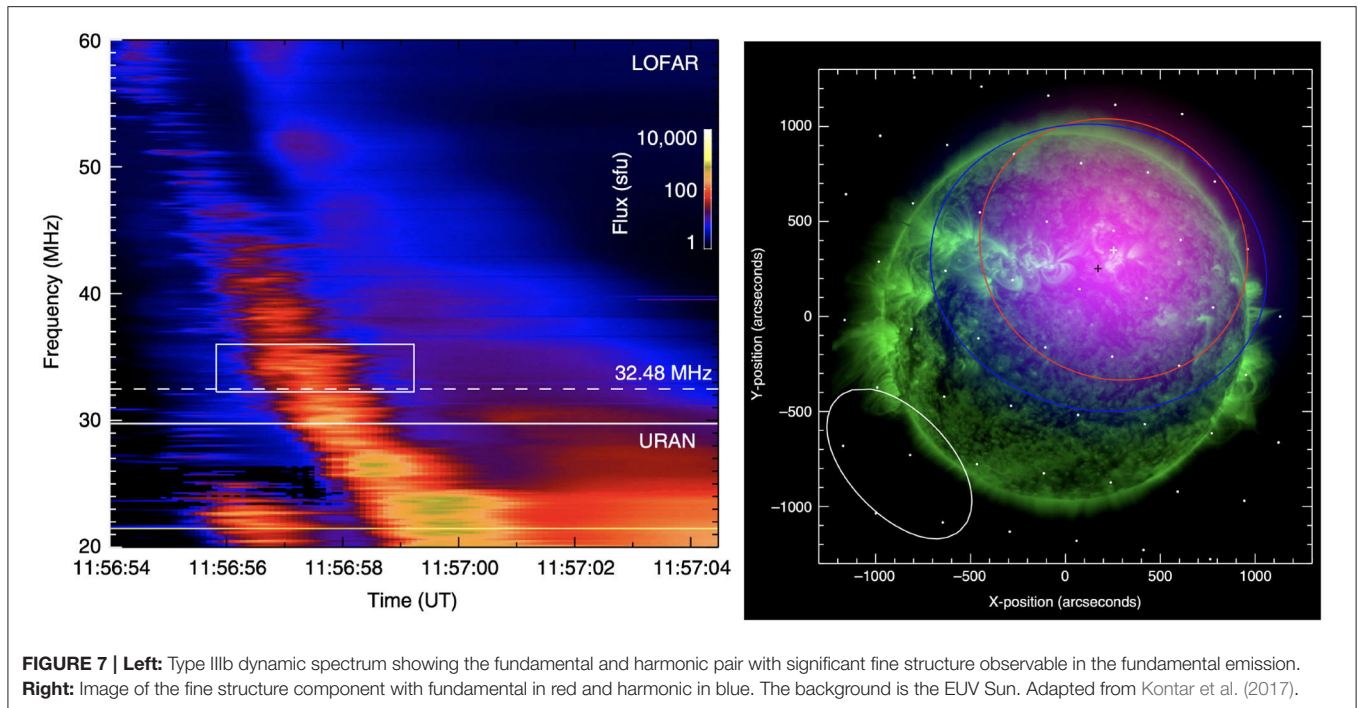 60
50
40
30
20
Frequency (MHz)
LOFAR
10,000
100
1
Flux (sfu)
32.48 MHz
URAN
11:56:54
11:56:56
11:56:58
11:57:00
11:57:02
11:57:04
Time (UT)
1000
500
0
−500
−1000
Y-position (arcseconds)
−1000
−500
0
500
1000
X-position (arcseconds)
FIGURE 7 | Left: Type IIIb dynamic spectrum showing the fundamental and harmonic pair with significant fine structure observable in the fundamental emission.
Right: Image of the fine structure component with fundamental in red and harmonic in blue. The background is the EUV Sun. Adapted from Kontar et al. (2017).